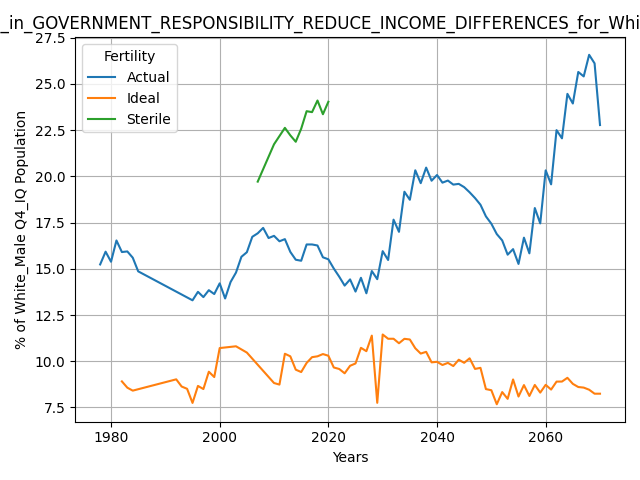 _in_GOVERNMENT_RESPONSIBILITY_REDUCE_INCOME_DIFFERENCES_for_Whi
Fertility
Actual
Ideal
Sterile
% of White_Male Q4_IQ Population
27.5
25.0
22.5
20.0
17.5
15.0
12.5
10.0
7.5
1980 2000 2020 2040 2060
Years